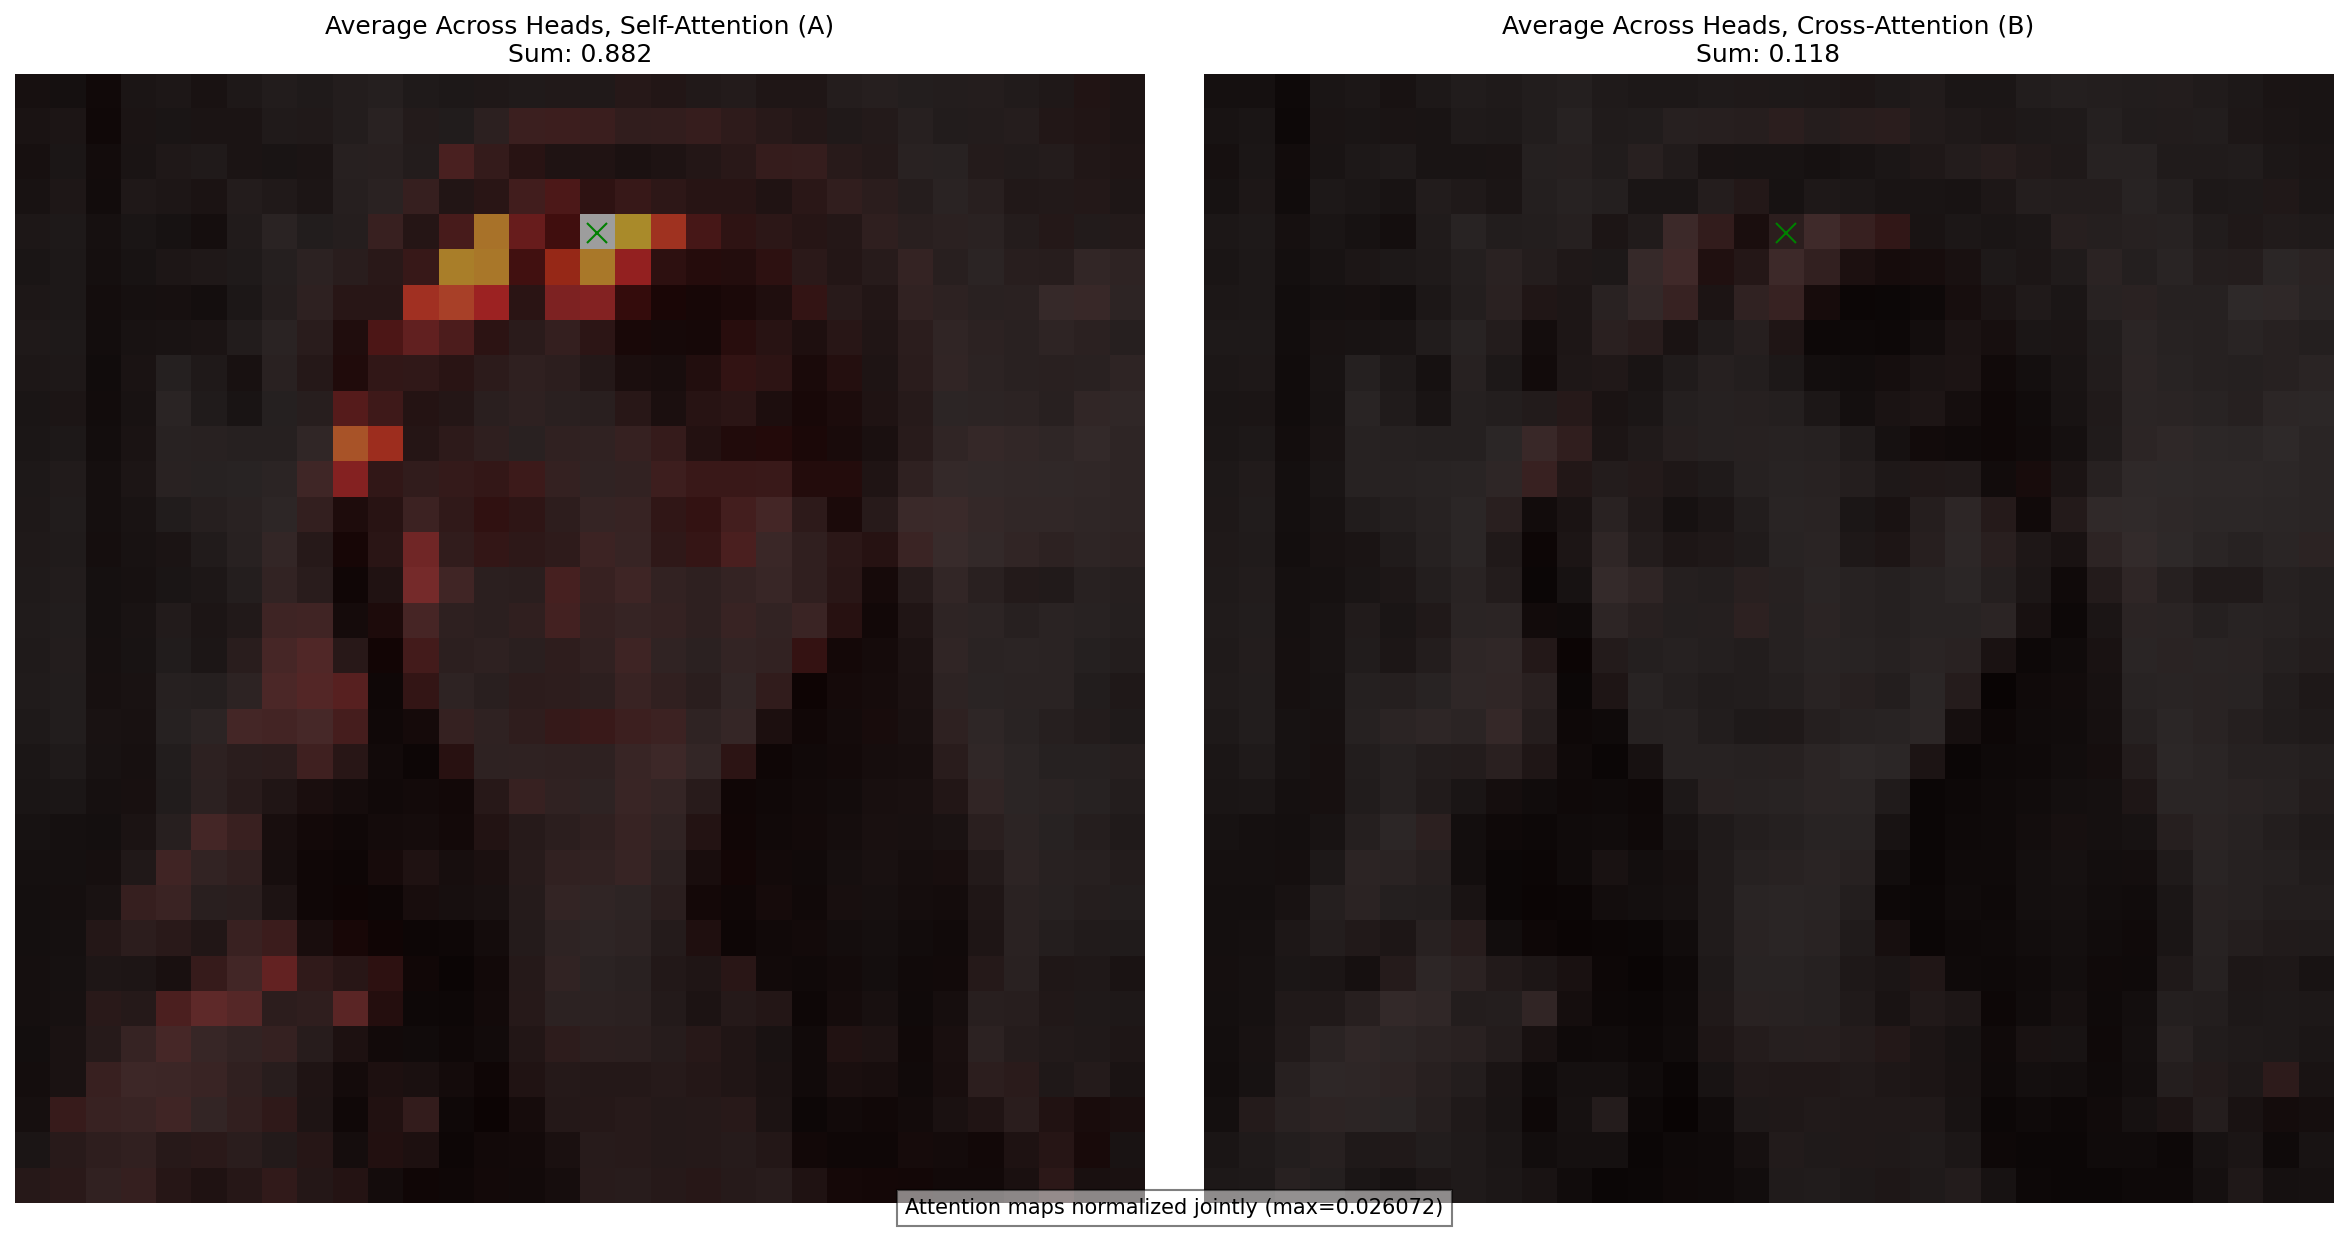 Average Across Heads, Self-Attention (A)
Sum: 0.882
Average Across Heads, Cross-Attention (B)
Sum: 0.118
Attention maps normalized jointly (max=0.026072)